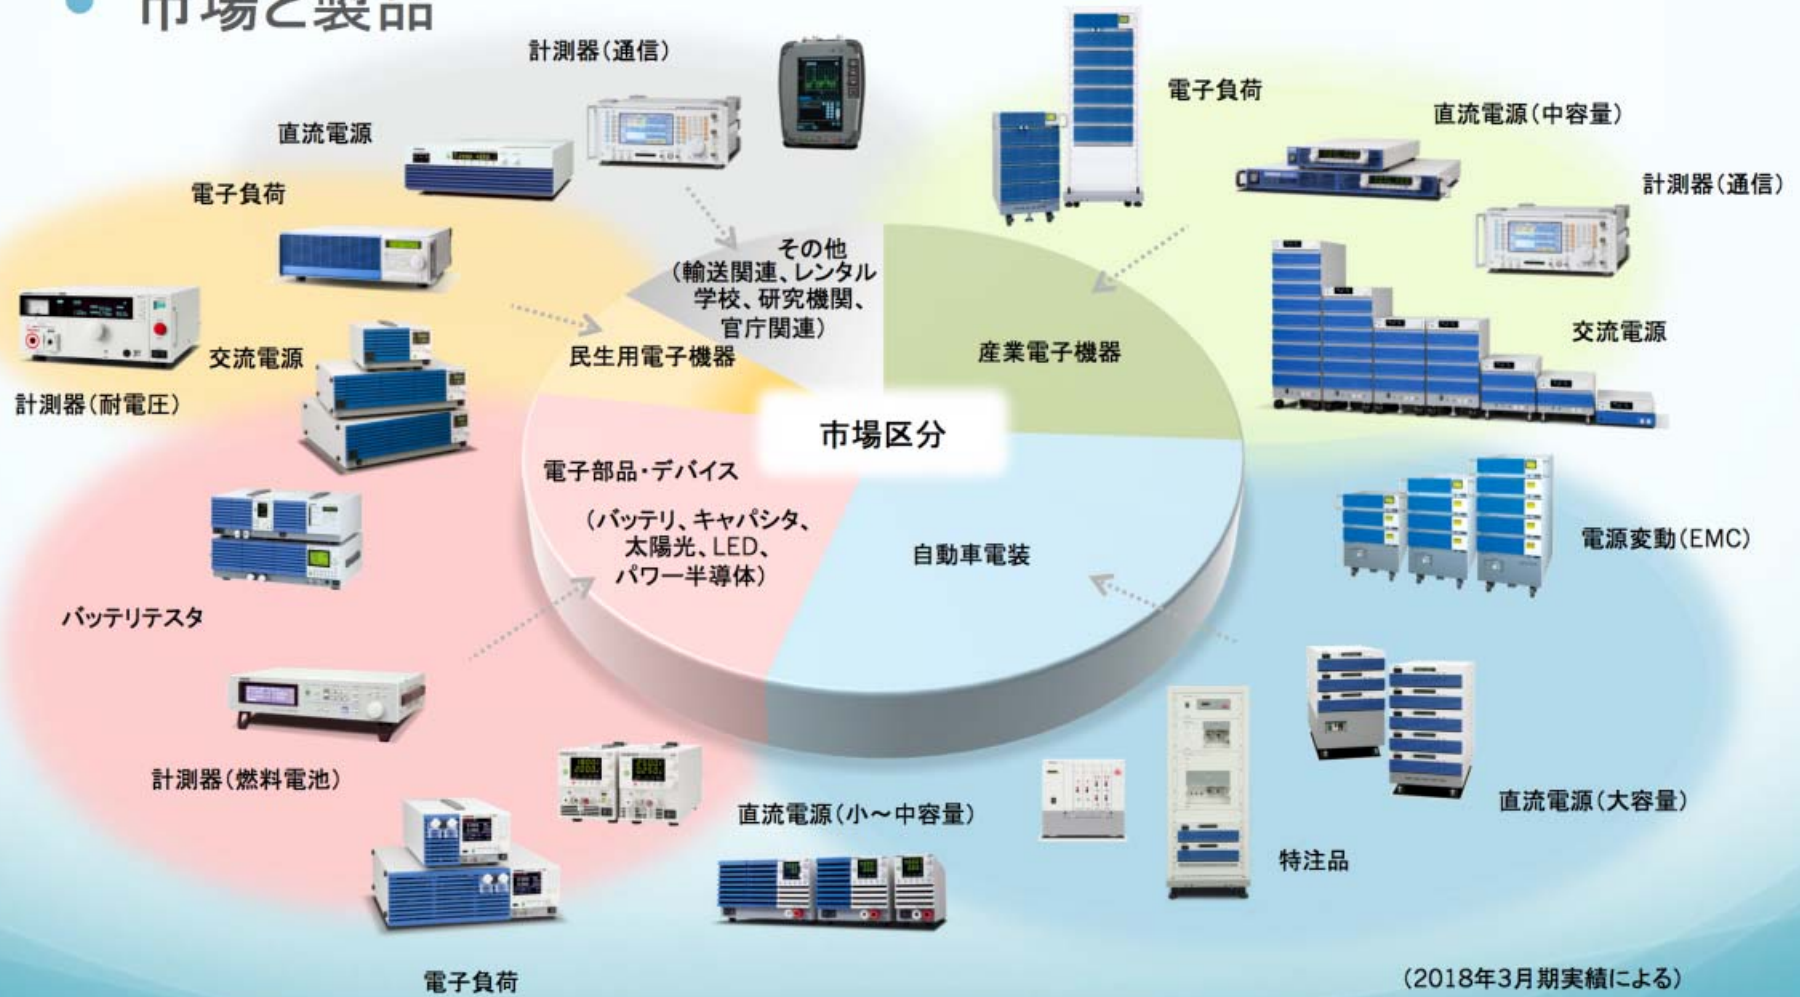 市場と製品
計測器(通信)
直流電源
電子負荷
計測器(耐電圧)
交流電源
電子負荷
直流電源(中容量)
計測器(通信)
交流電源
その他
(輸送関連、レンタル
学校、研究機関、
官庁関連)
民生用電子機器
産業電子機器
市場区分
電子部品・デバイス
(バッテリ、キャパシタ、
太陽光、LED、
パワー半導体)
自動車電装
電源変動(EMC)
バッテリテスタ
計測器(燃料電池)
直流電源(小～中容量)
直流電源(大容量)
特注品
電子負荷
(2018年3月期実績による)